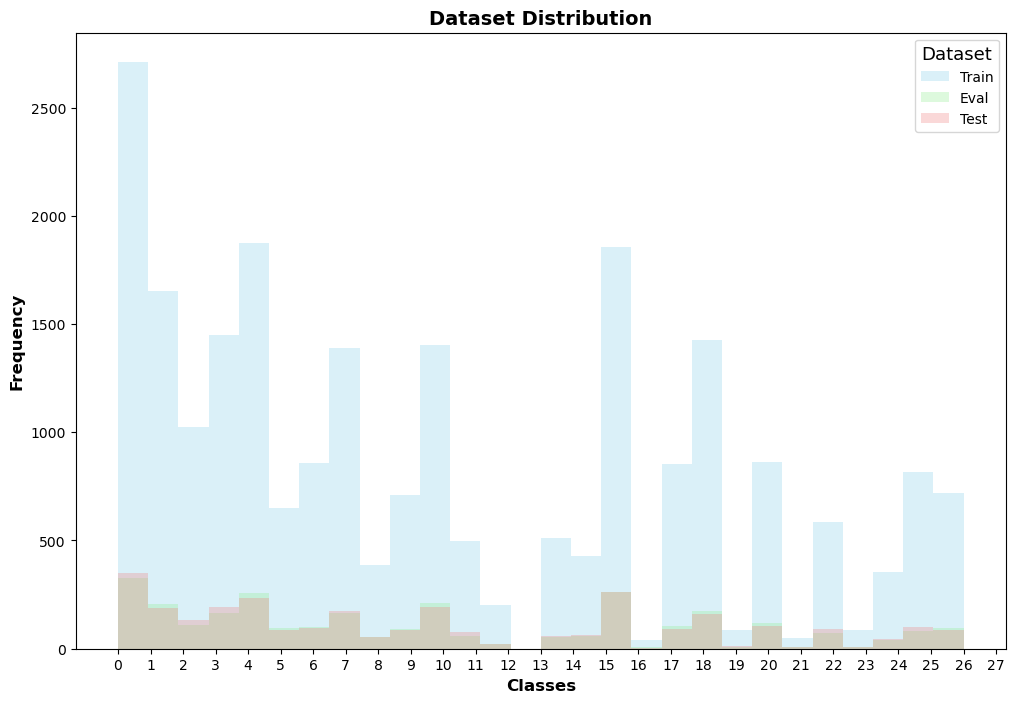 Dataset Distribution
Dataset
Train
Eval
Test
2500
2000
1500
1000
500
0
Frequency
0 1 2 3 4 5 6 7 8 9 10 11 12 13 14 15 16 17 18 19 20 21 22 23 24 25 26 27
Classes